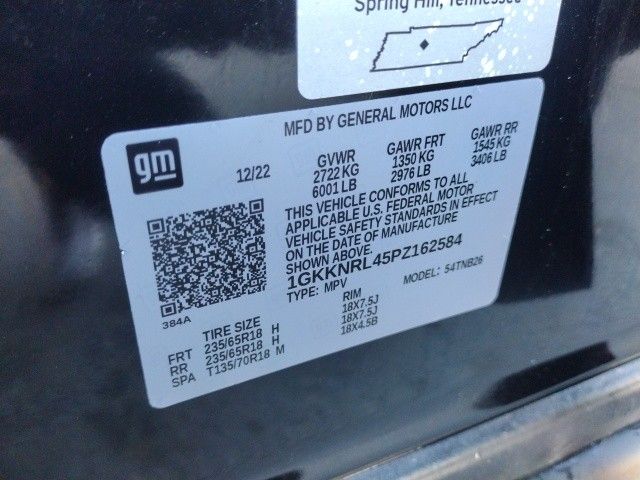 Spring Hill, Tennessee
MFD BY GENERAL MOTORS LLC
gm
12/22
GVWR
2722 KG
6001 LB
GAWR FRT
1350 KG
2976 LB
GAWR RR
1545 KG
3406 LB
THIS VEHICLE CONFORMS TO ALL
APPLICABLE U.S. FEDERAL MOTOR
VEHICLE SAFETY STANDARDS IN EFFECT
ON THE DATE OF MANUFACTURE
SHOWN ABOVE.
1GKKNRL45PZ162584
TYPE: MPV
MODEL: 54TNB26
384A
TIRE SIZE RIM
FRT 235/65R18 H 18X7.5J
RR 235/65R18 H 18X7.5J
SPA T135/70R18 M 18X4.5B